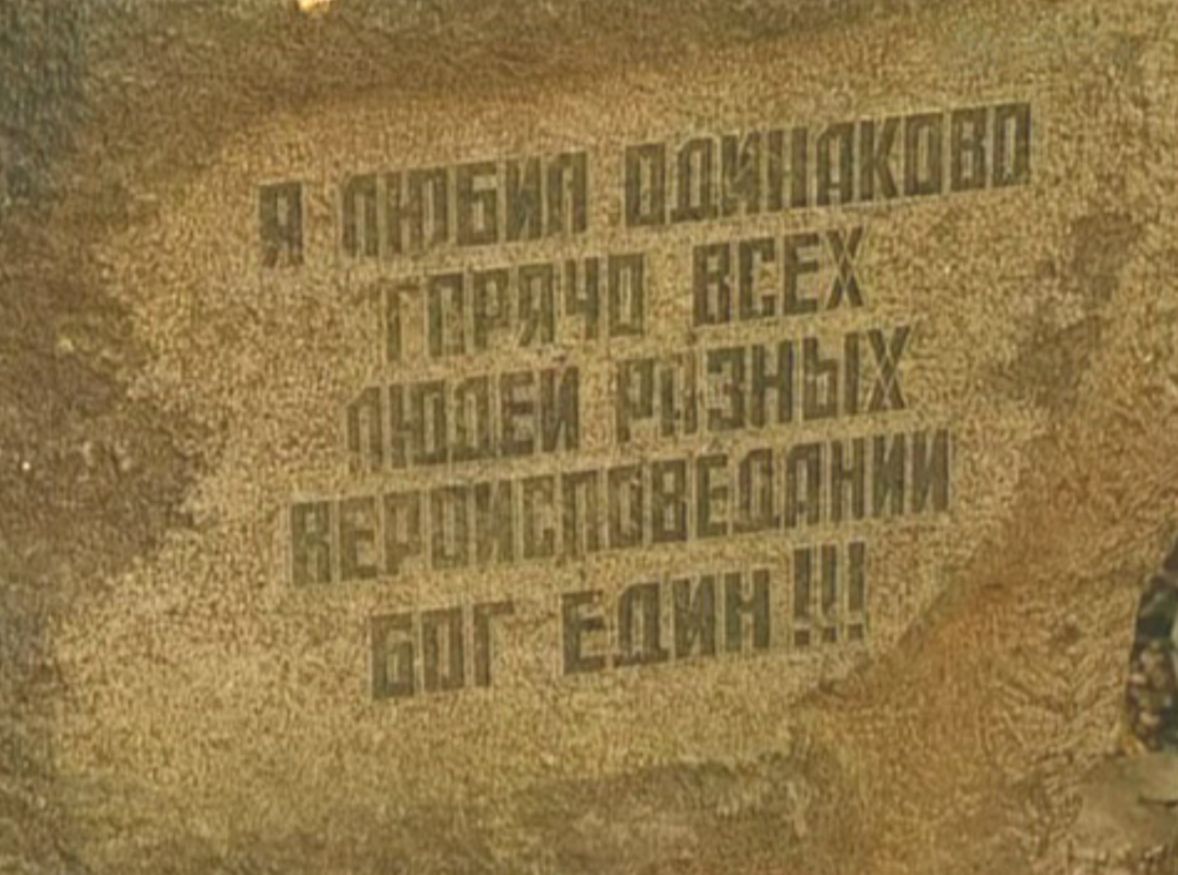 Я ЛЮБИЛ ОДИНАКОВО
ГОРЯЧО ВСЕХ
ЛЮДЕЙ РАЗНЫХ
ВЕРОИСПОВЕДАНИИ
БОГ ЕДИН!!!